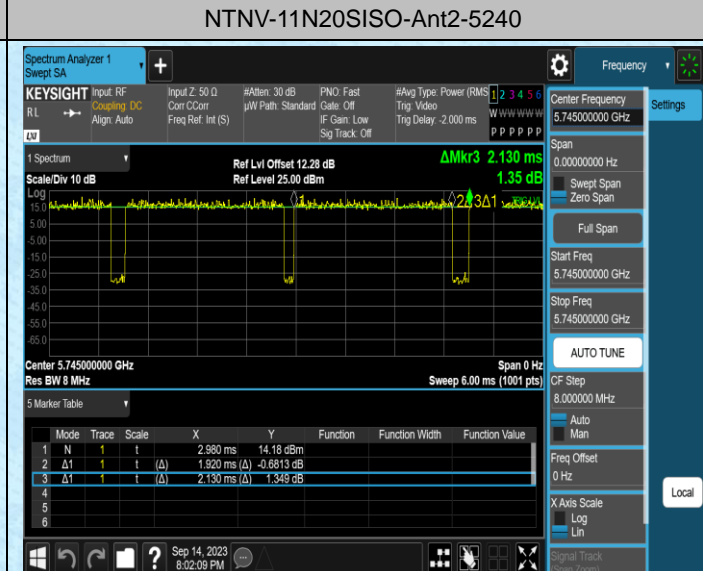 NTNV-11N20SISO-Ant2-5240
Spectrum Analyzer 1
Swept SA
Frequency
KEYSIGHT Input: RF Input Z: 50 Ω #Atten: 30 dB PNO: Fast #Avg Type: Power (RMS 1 2 3 4 5 6
RL Coupling: DC Corr CCorr µW Path: Standard Gate: Off Trig: Video W W W W W W
Align: Auto Freq Ref: Int (S) IF Gain: Low Trig Delay: -2.000 ms
LXI Sig Track: Off P P P P P P
Center Frequency
5.745000000 GHz
Settings
Span
0.00000000 Hz
Swept Span
Zero Span
Full Span
Start Freq
5.745000000 GHz
Stop Freq
5.745000000 GHz
AUTO TUNE
CF Step
8.000000 MHz
Auto
Man
Freq Offset
0 Hz
X Axis Scale
Log
Lin
Signal Track
(Span Zoom)
Local
1 Spectrum
Scale/Div 10 dB
Ref Lvl Offset 12.28 dB
Ref Level 25.00 dBm
ΔMkr3 2.130 ms
1.35 dB
Log
15.0
5.00
-5.00
-15.0
-25.0
-35.0
-45.0
-55.0
-65.0
1 2Δ1 3Δ1
Center 5.745000000 GHz Span 0 Hz
Res BW 8 MHz Sweep 6.00 ms (1001 pts)
5 Marker Table
Mode Trace Scale X Y Function Function Width Function Value
1 N 1 t 2.980 ms 14.18 dBm
2 Δ1 1 t (Δ) 1.920 ms (Δ) -0.6813 dB
3 Δ1 1 t (Δ) 2.130 ms (Δ) 1.349 dB
4
5
6
Sep 14, 2023
8:02:09 PM